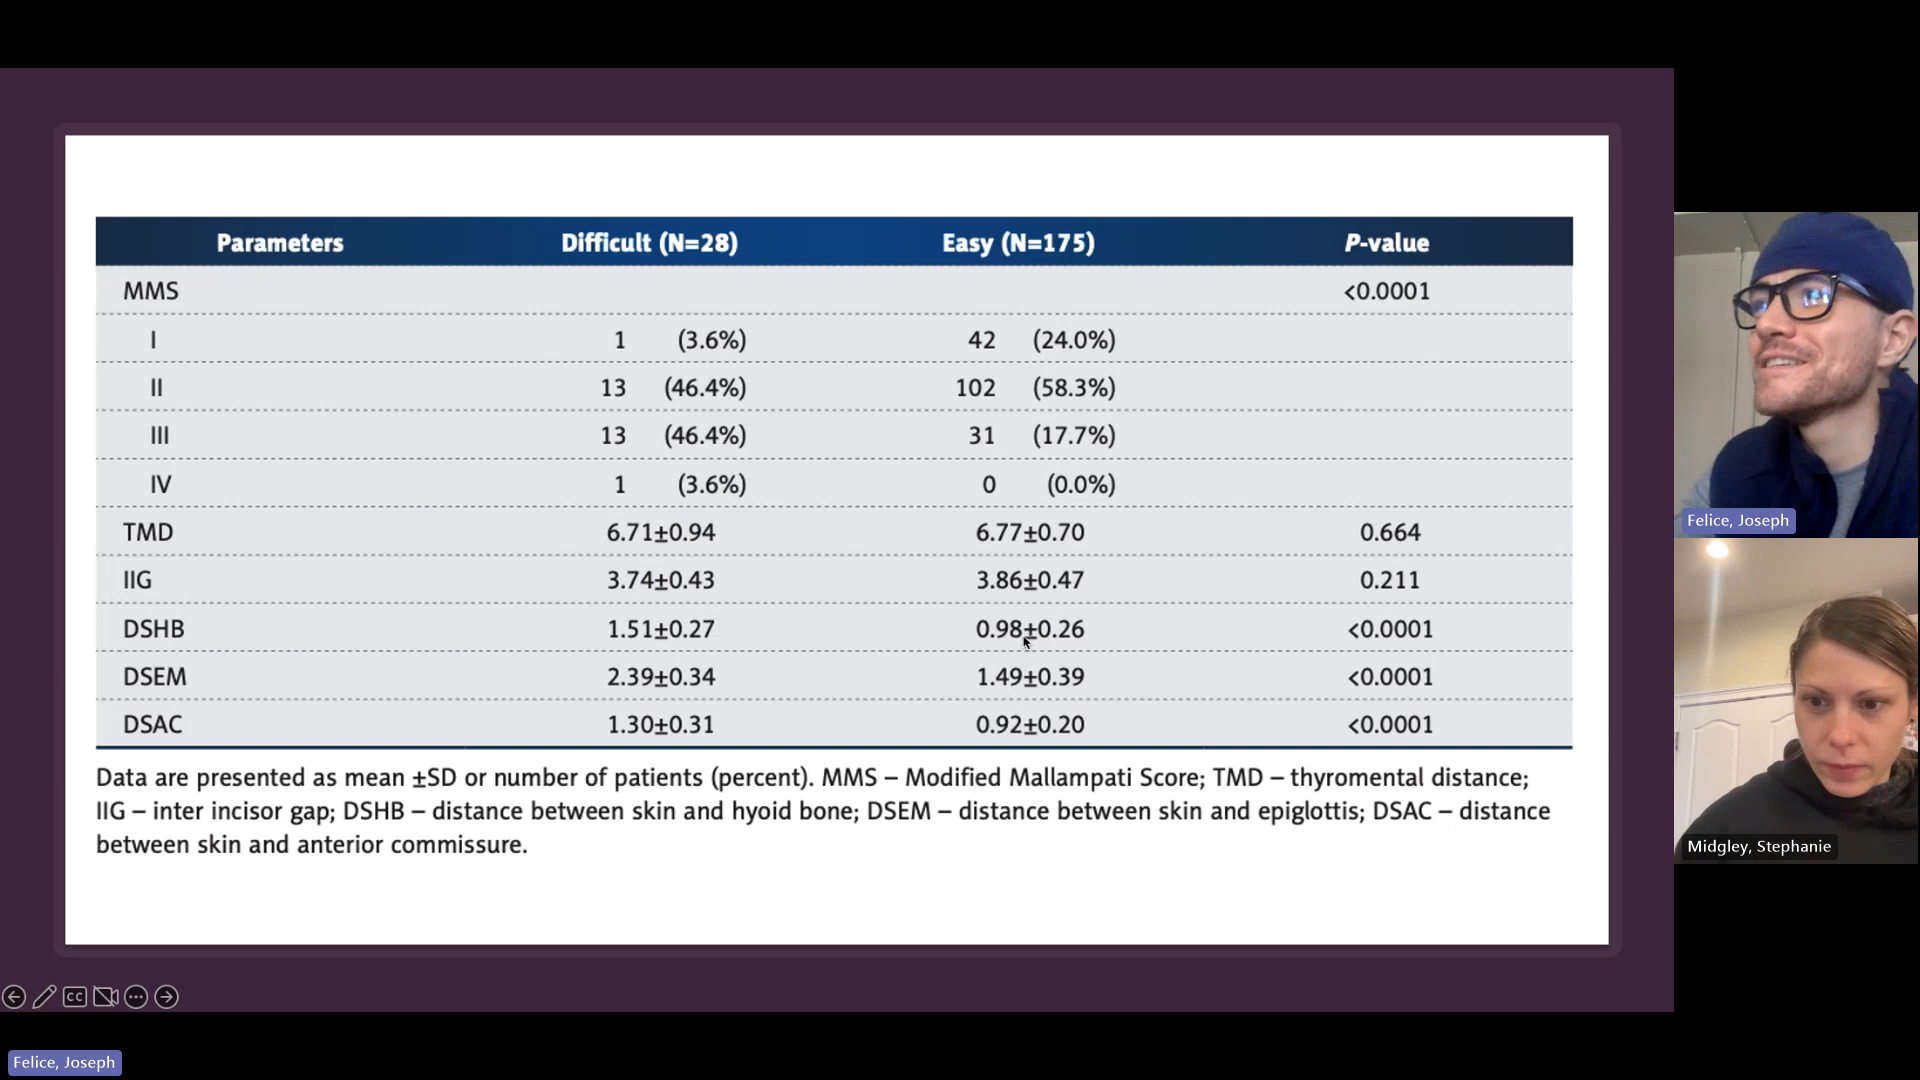 Parameters Difficult (N=28) Easy (N=175) P-value
MMS <0.0001
I 1 (3.6%) 42 (24.0%)
II 13 (46.4%) 102 (58.3%)
III 13 (46.4%) 31 (17.7%)
IV 1 (3.6%) 0 (0.0%)
TMD 6.71±0.94 6.77±0.70 0.664
IIG 3.74±0.43 3.86±0.47 0.211
DSHB 1.51±0.27 0.98±0.26 <0.0001
DSEM 2.39±0.34 1.49±0.39 <0.0001
DSAC 1.30±0.31 0.92±0.20 <0.0001
Data are presented as mean ±SD or number of patients (percent). MMS – Modified Mallampati Score; TMD – thyromental distance;
IIG – inter incisor gap; DSHB – distance between skin and hyoid bone; DSEM – distance between skin and epiglottis; DSAC – distance
between skin and anterior commissure.
Felice, Joseph
Midgley, Stephanie
CC
Felice, Joseph